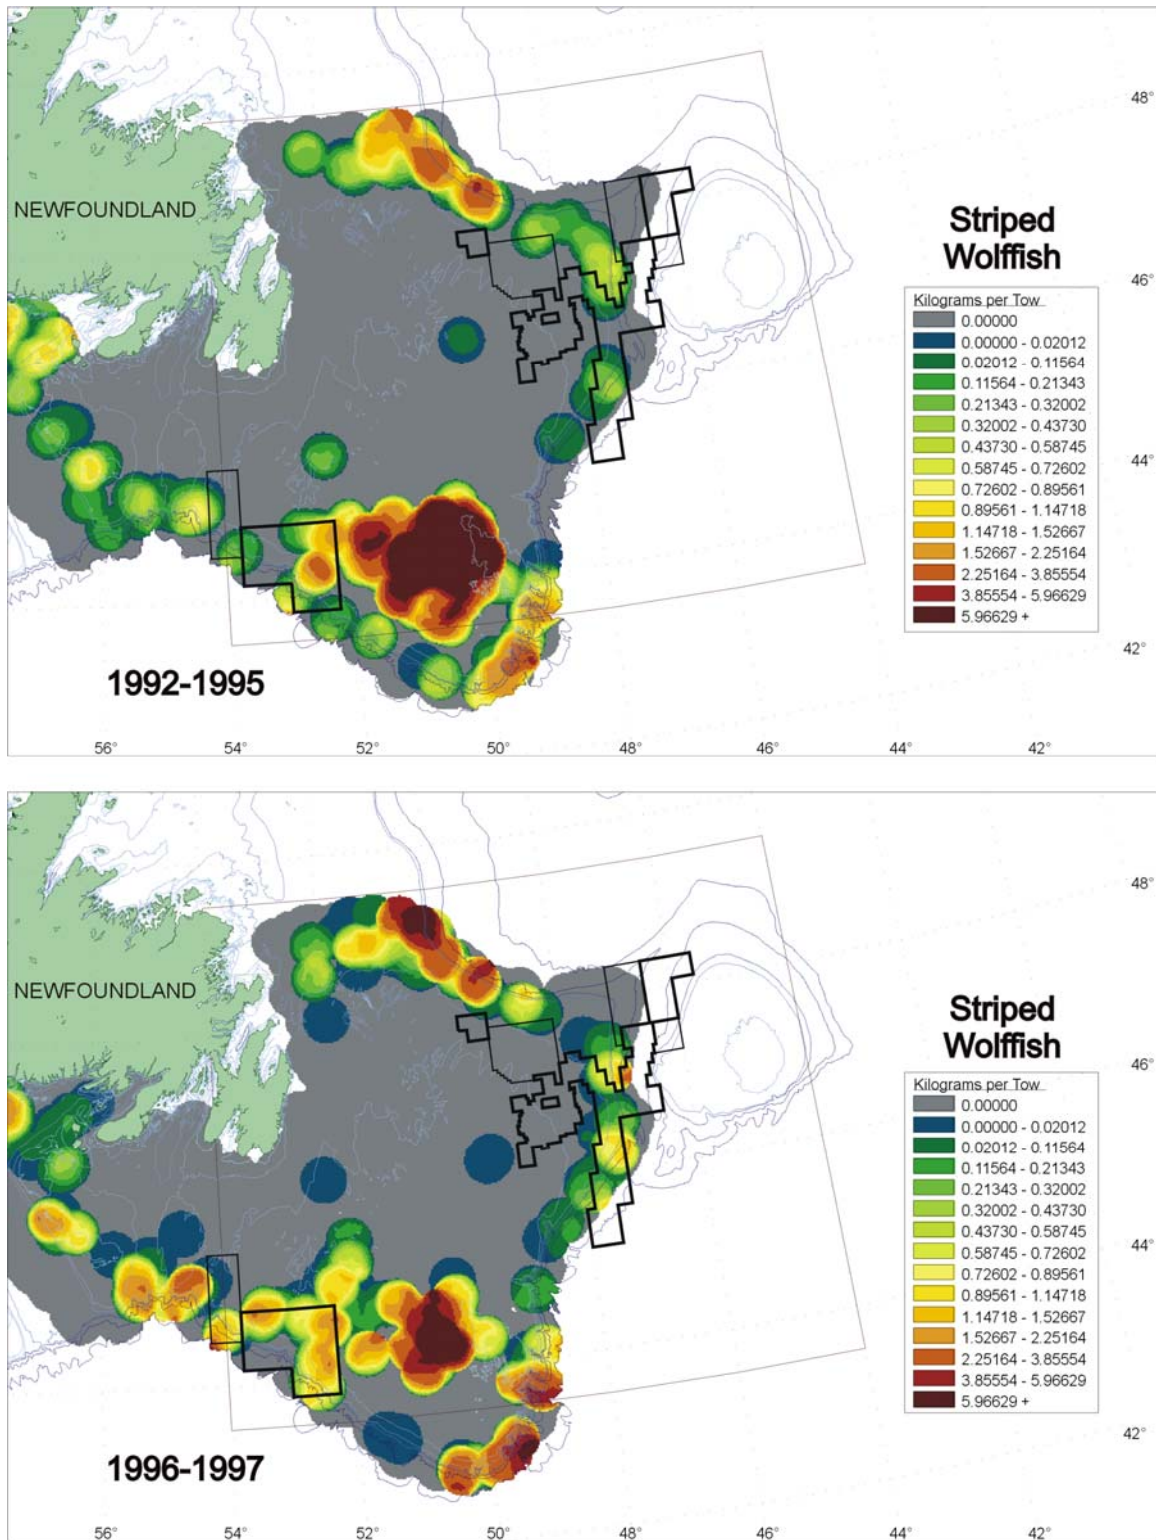 48°
NEWFOUNDLAND
Striped
Wolffish
46°
Kilograms per Tow
0.00000
0.00000 - 0.02012
0.02012 - 0.11564
0.11564 - 0.21343
0.21343 - 0.32002
0.32002 - 0.43730
0.43730 - 0.58745
0.58745 - 0.72602
0.72602 - 0.89561
0.89561 - 1.14718
1.14718 - 1.52667
1.52667 - 2.25164
2.25164 - 3.85554
3.85554 - 5.96629
5.96629 +
44°
42°
1992-1995
56°
54°
52°
50°
48°
46°
44°
42°
48°
NEWFOUNDLAND
Striped
Wolffish
46°
Kilograms per Tow
0.00000
0.00000 - 0.02012
0.02012 - 0.11564
0.11564 - 0.21343
0.21343 - 0.32002
0.32002 - 0.43730
0.43730 - 0.58745
0.58745 - 0.72602
0.72602 - 0.89561
0.89561 - 1.14718
1.14718 - 1.52667
1.52667 - 2.25164
2.25164 - 3.85554
3.85554 - 5.96629
5.96629 +
44°
42°
1996-1997
56°
54°
52°
50°
48°
46°
44°
42°